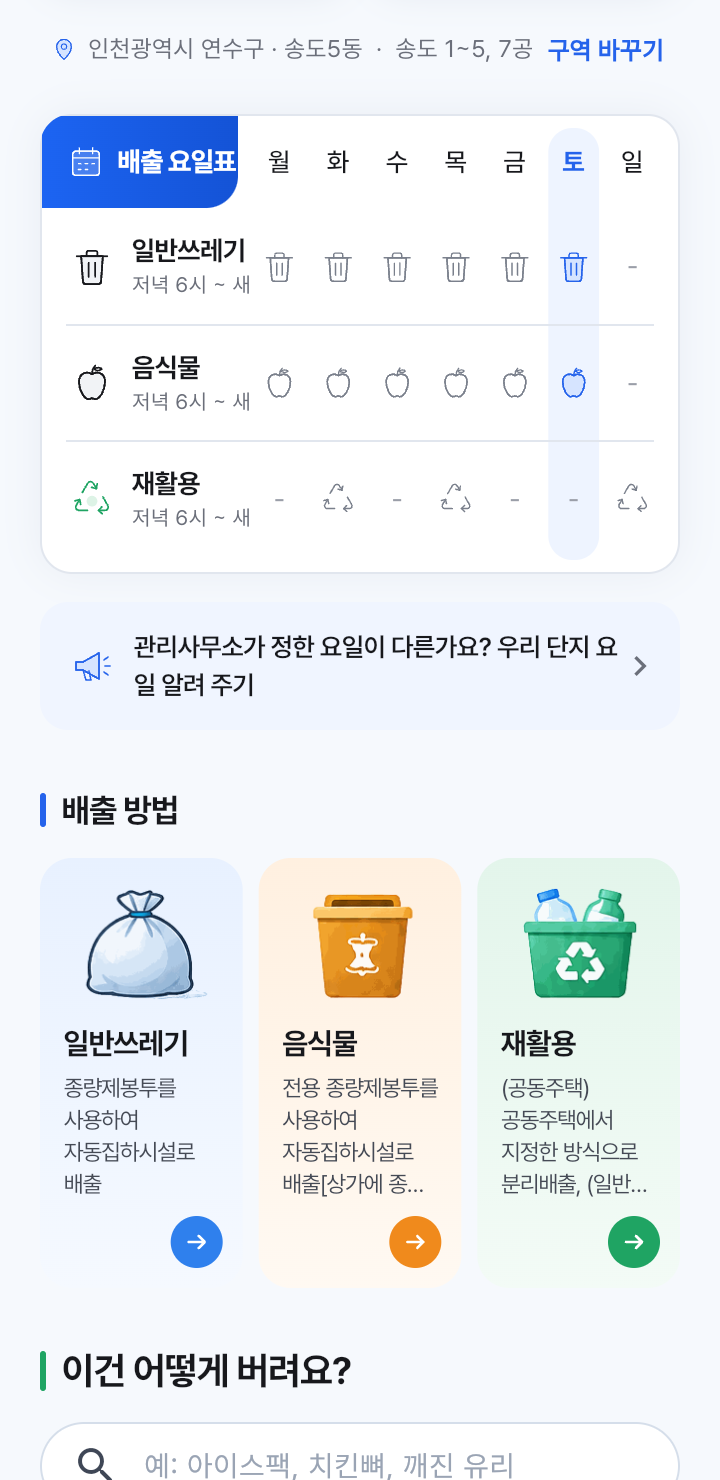 인천광역시 연수구 · 송도5동 · 송도 1~5, 7공 구역 바꾸기
배출 요일표 월 화 수 목 금 토 일
일반쓰레기
저녁 6시 ~ 새 -
음식물
저녁 6시 ~ 새 -
재활용
저녁 6시 ~ 새 - - - -
관리사무소가 정한 요일이 다른가요? 우리 단지 요
일 알려 주기
배출 방법
일반쓰레기
종량제봉투를
사용하여
자동집하시설로
배출
음식물
전용 종량제봉투를
사용하여
자동집하시설로
배출[상가에 종...
재활용
(공동주택)
공동주택에서
지정한 방식으로
분리배출, (일반...
이건 어떻게 버려요?
예: 아이스팩, 치킨뼈, 깨진 유리